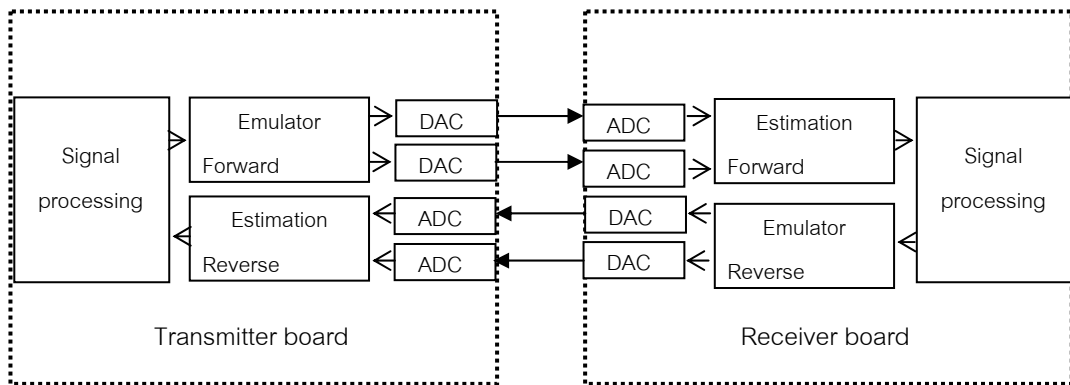 Signal
processing
Emulator
Forward
DAC
DAC
Estimation
Reverse
ADC
ADC
Transmitter board
ADC
ADC
Estimation
Forward
DAC
DAC
Emulator
Reverse
Signal
processing
Receiver board